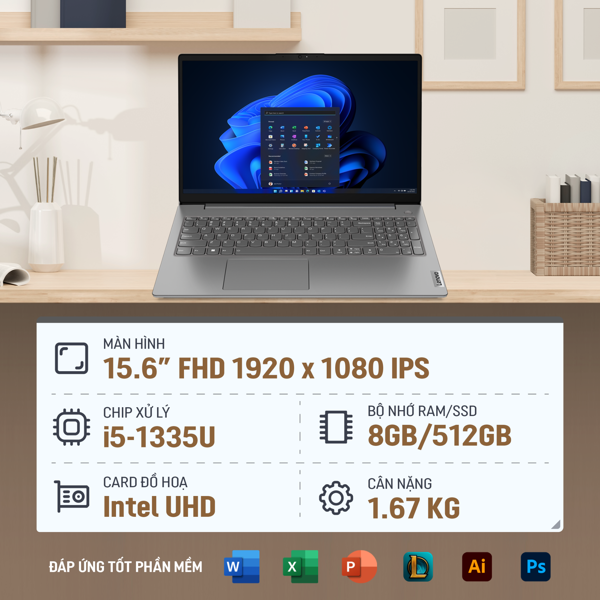 Lenovo
MÀN HÌNH
15.6” FHD 1920 x 1080 IPS
CHIP XỬ LÝ
i5-1335U
BỘ NHỚ RAM/SSD
8GB/512GB
CARD ĐỒ HOẠ
Intel UHD
CÂN NẶNG
1.67 KG
ĐÁP ỨNG TỐT PHẦN MỀM
W
X
P
L
Ai
Ps